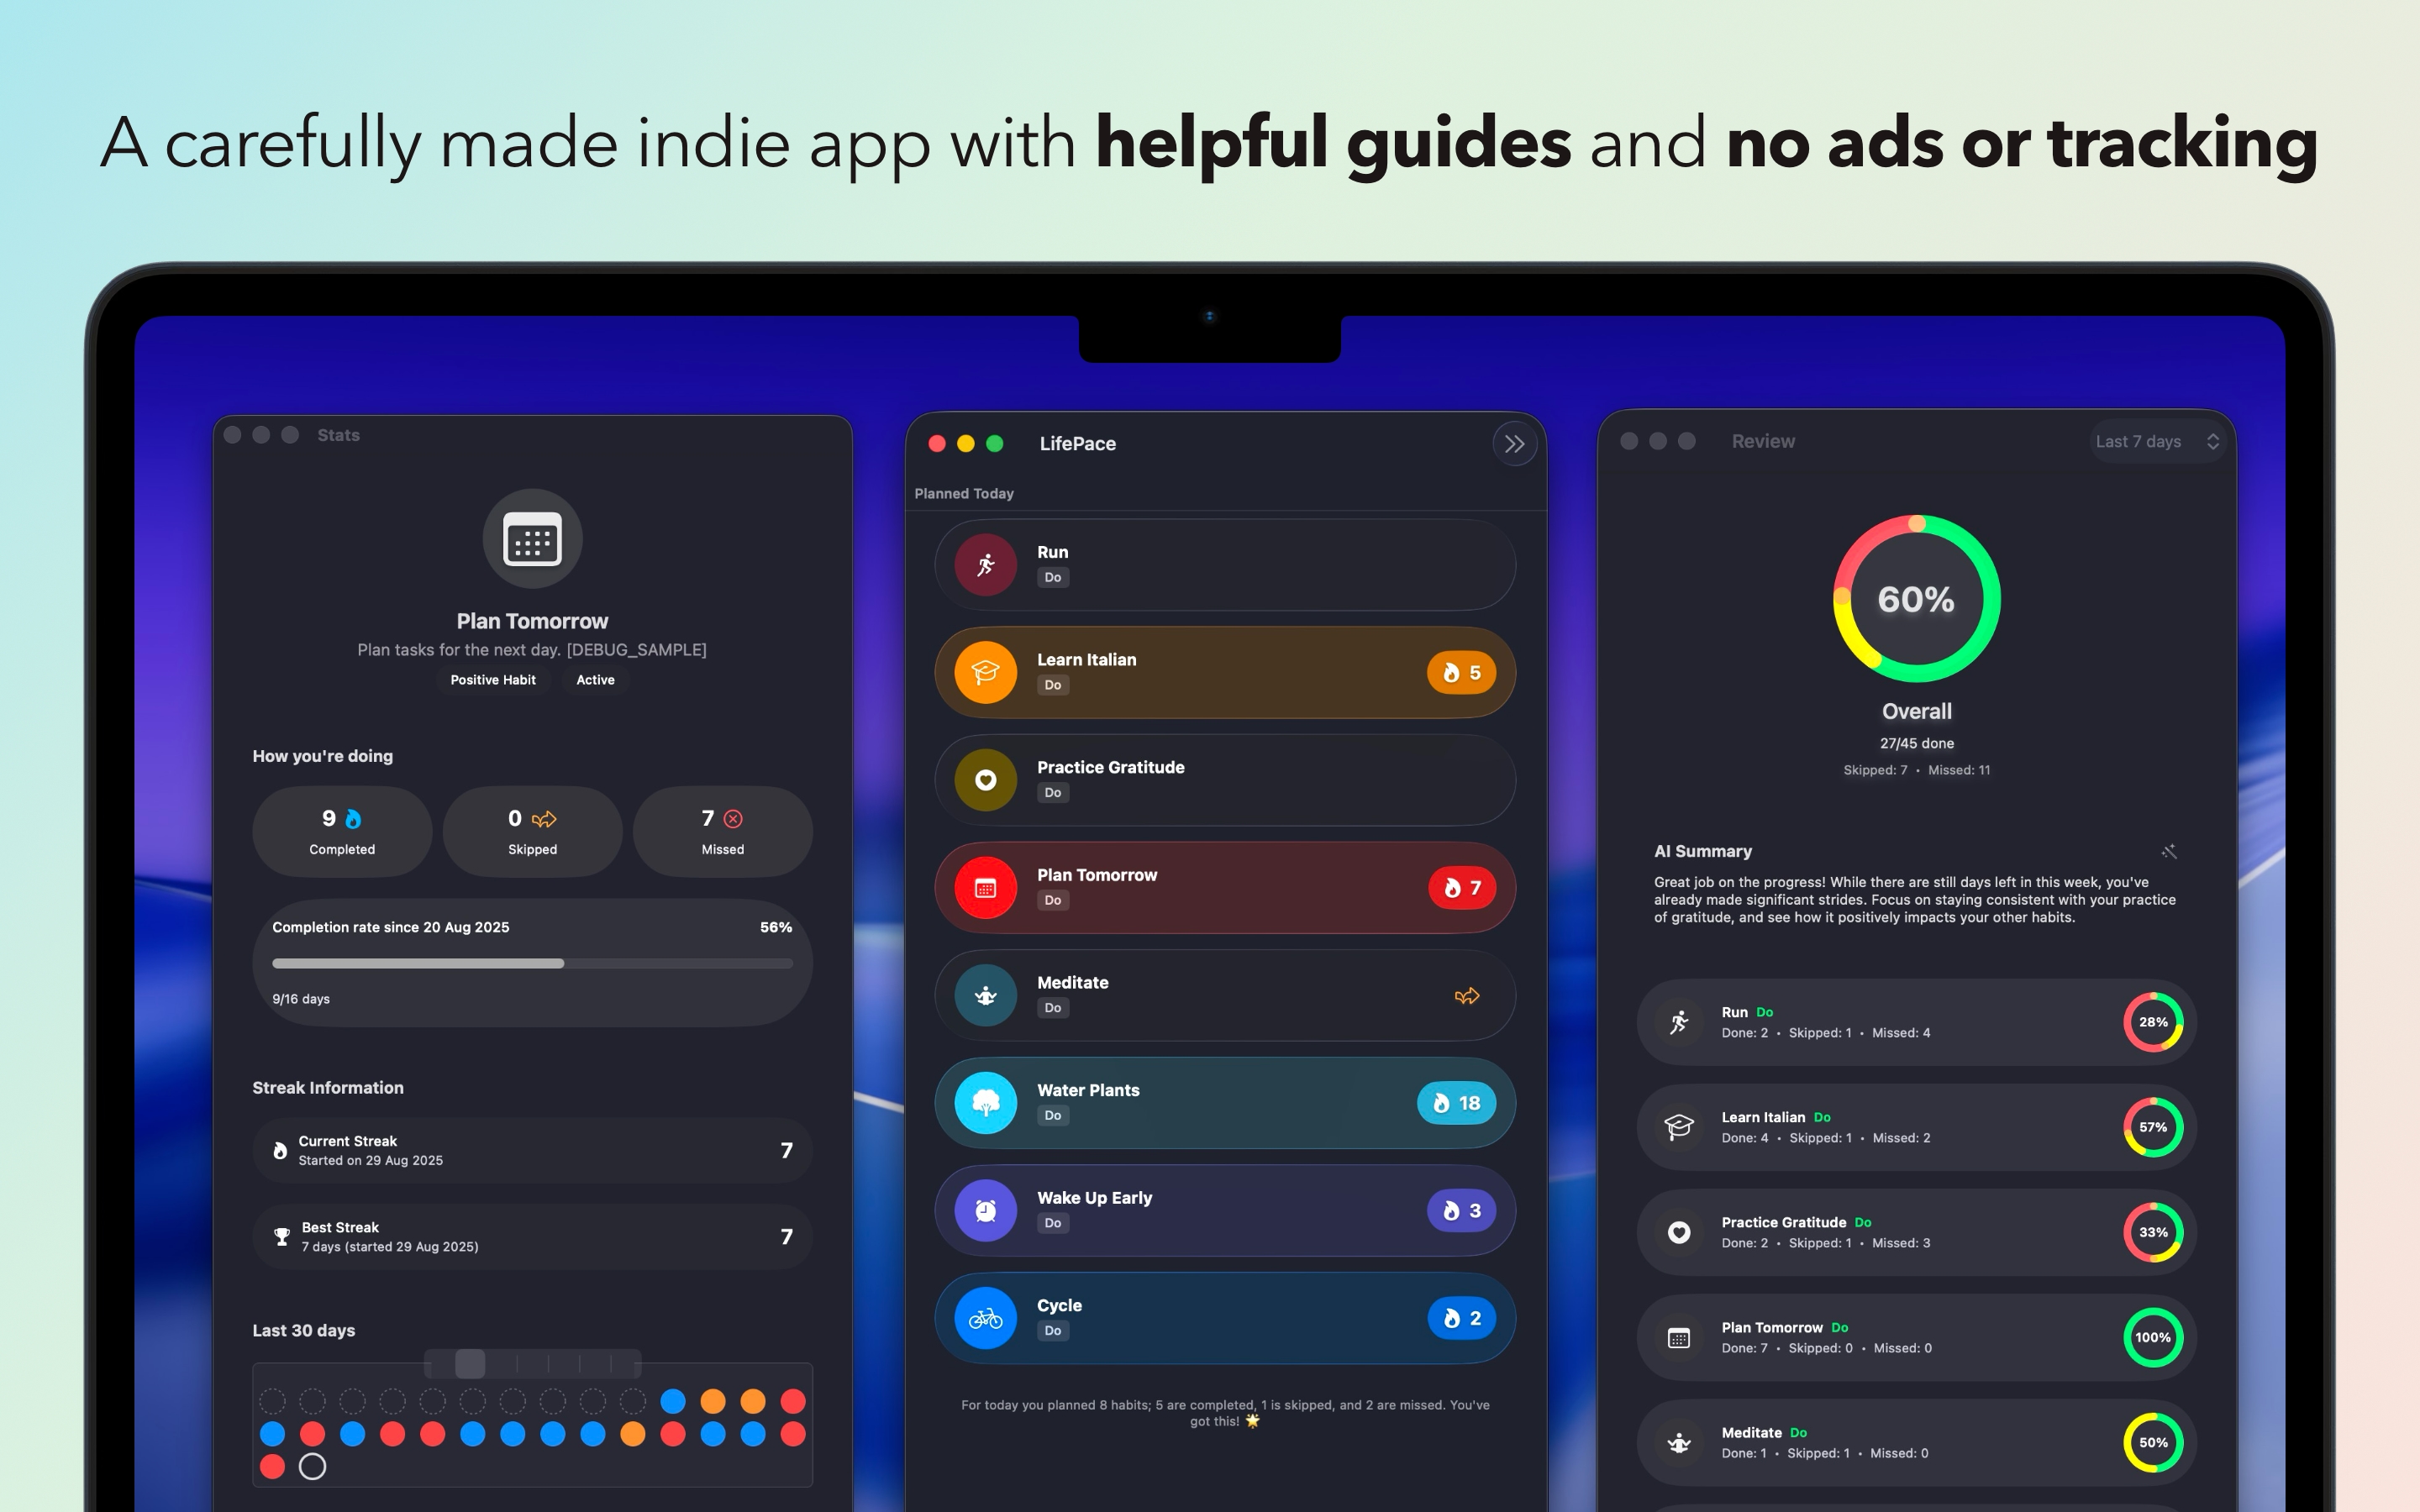 A carefully made indie app with helpful guides and no ads or tracking
Stats
Plan Tomorrow
Plan tasks for the next day. [DEBUG_SAMPLE]
Positive Habit
Active
How you're doing
9
Completed
0
Skipped
7
Missed
Completion rate since 20 Aug 2025
56%
9/16 days
Streak Information
Current Streak
Started on 29 Aug 2025
7
Best Streak
7 days (started 29 Aug 2025)
7
Last 30 days
LifePace
Planned Today
Run
Do
Learn Italian
Do
5
Practice Gratitude
Do
Plan Tomorrow
Do
7
Meditate
Do
Water Plants
Do
18
Wake Up Early
Do
3
Cycle
Do
2
For today you planned 8 habits; 5 are completed, 1 is skipped, and 2 are missed. You've
got this! 🌟
Review
Last 7 days
60%
Overall
27/45 done
Skipped: 7 • Missed: 11
AI Summary
Great job on the progress! While there are still days left in this week, you've
already made significant strides. Focus on staying consistent with your practice
of gratitude, and see how it positively impacts your other habits.
Run Do
Done: 2 • Skipped: 1 • Missed: 4
28%
Learn Italian Do
Done: 4 • Skipped: 1 • Missed: 2
57%
Practice Gratitude Do
Done: 2 • Skipped: 1 • Missed: 3
33%
Plan Tomorrow Do
Done: 7 • Skipped: 0 • Missed: 0
100%
Meditate Do
Done: 1 • Skipped: 1 • Missed: 0
50%